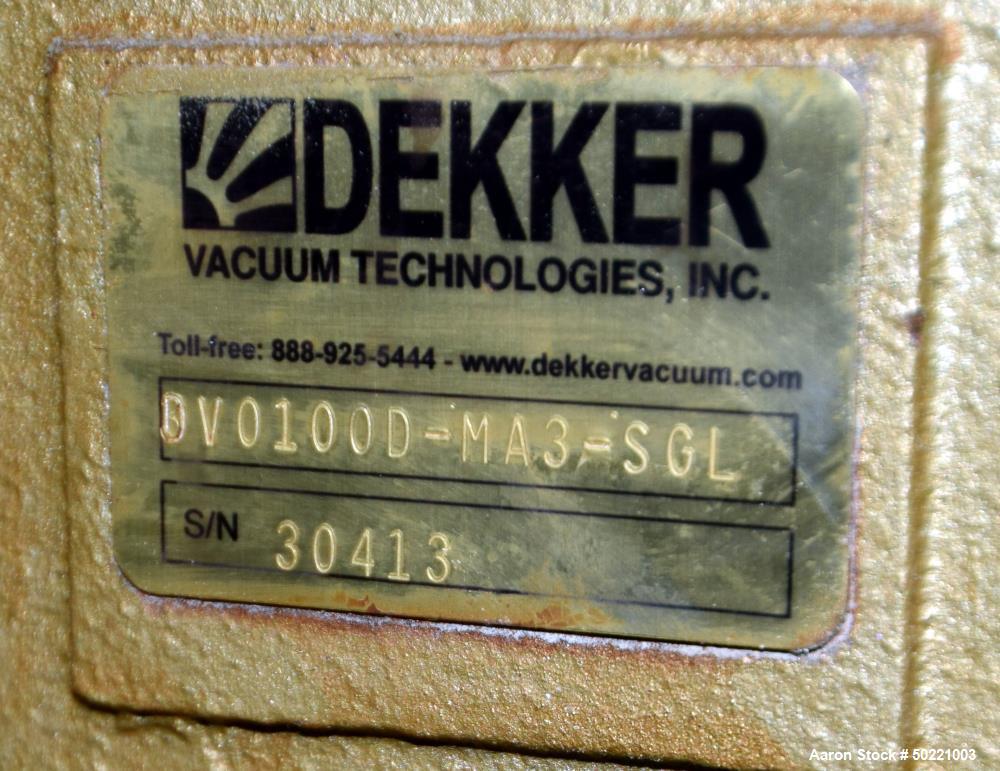 DEKKER
VACUUM TECHNOLOGIES, INC.
Toll-free: 888-925-5444 - www.dekkervacuum.com
DV0100D-MA3-SGL
S/N 30413
Aaron Stock # 50221003